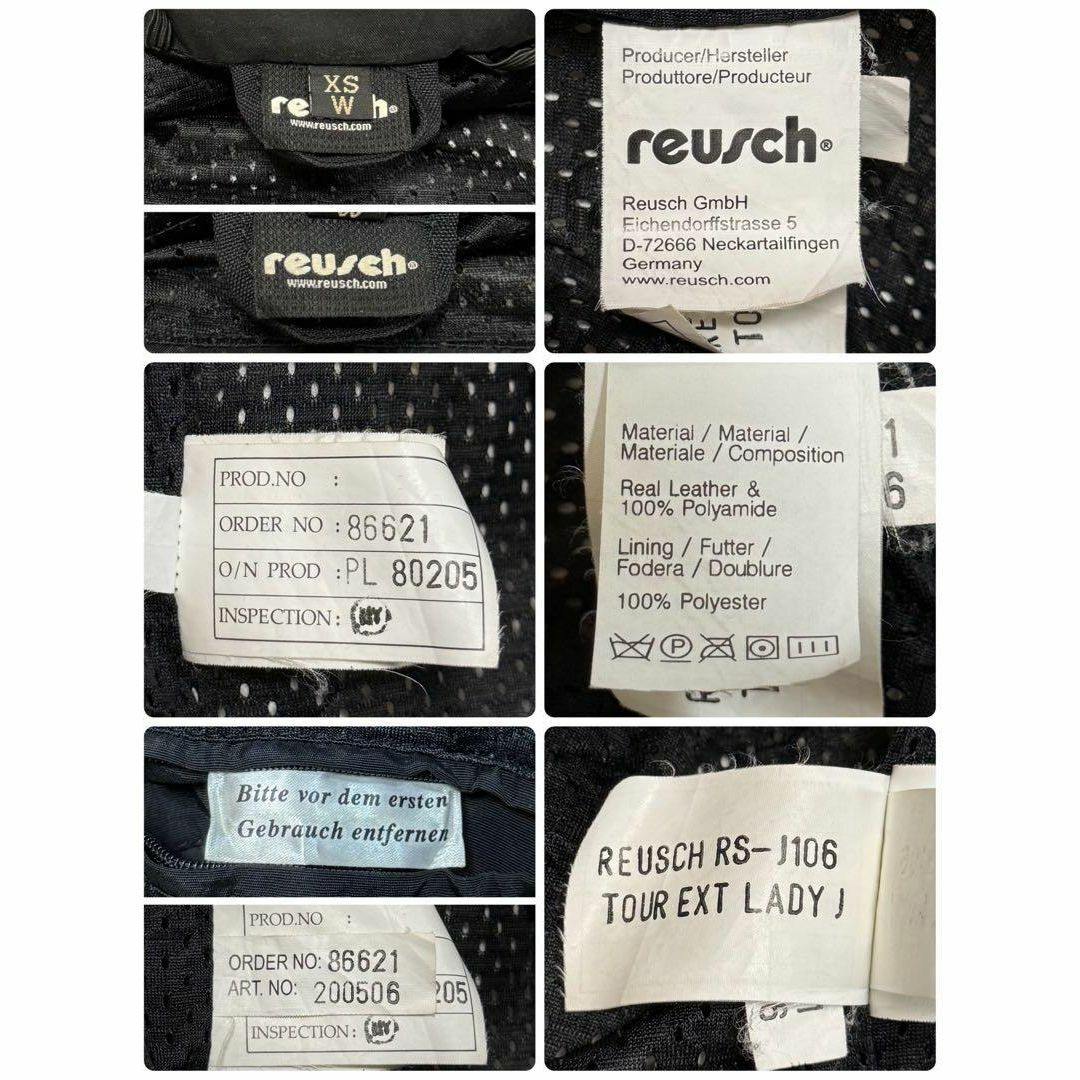 XS
W
reusch®
www.reusch.com
reusch®
www.reusch.com
Producer/Hersteller
Produttore/Producteur
reusch®
Reusch GmbH
Eichendorffstrasse 5
D-72666 Neckartailfingen
Germany
www.reusch.com
PROD.NO :
ORDER NO : 86621
O/N PROD : PL 80205
INSPECTION:
Material / Material /
Materiale / Composition
Real Leather &
100% Polyamide
Lining / Futter /
Fodera / Doublure
100% Polyester
1
6
Bitte vor dem ersten
Gebrauch entfernen
PROD.NO :
ORDER NO: 86621
ART. NO: 200506
205
INSPECTION:
REUSCH RS-J106
TOUR EXT LADY J